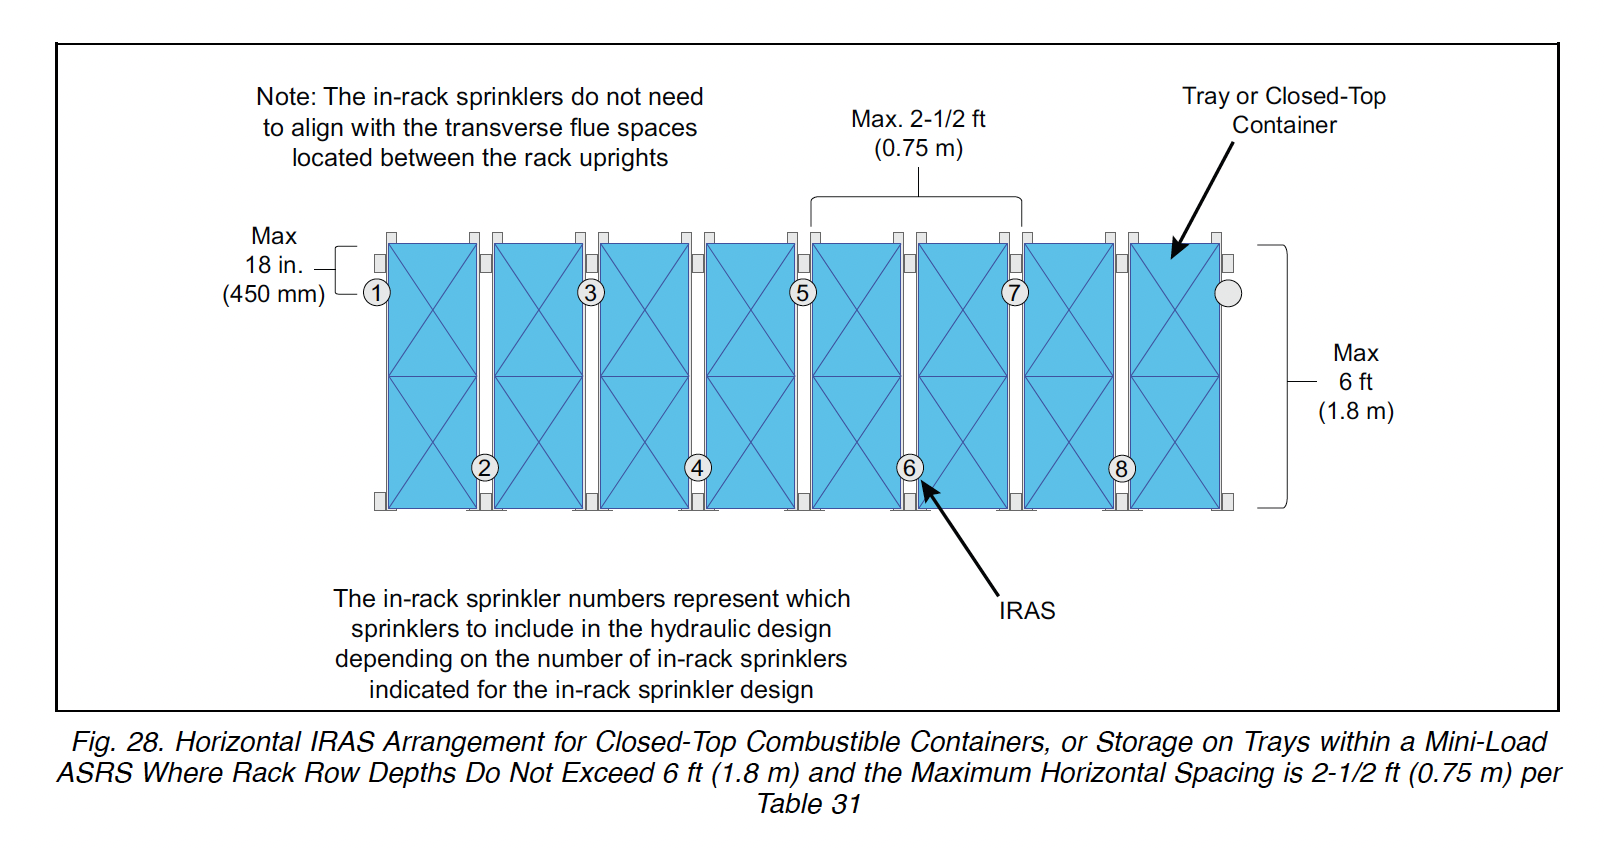 Note: The in-rack sprinklers do not need
to align with the transverse flue spaces
located between the rack uprights
Max. 2-1/2 ft
(0.75 m)
Tray or Closed-Top
Container
Max
18 in.
(450 mm)
1
3
5
7
Max
6 ft
(1.8 m)
2
4
6
8
IRAS
The in-rack sprinkler numbers represent which
sprinklers to include in the hydraulic design
depending on the number of in-rack sprinklers
indicated for the in-rack sprinkler design
Fig. 28. Horizontal IRAS Arrangement for Closed-Top Combustible Containers, or Storage on Trays within a Mini-Load
ASRS Where Rack Row Depths Do Not Exceed 6 ft (1.8 m) and the Maximum Horizontal Spacing is 2-1/2 ft (0.75 m) per
Table 31